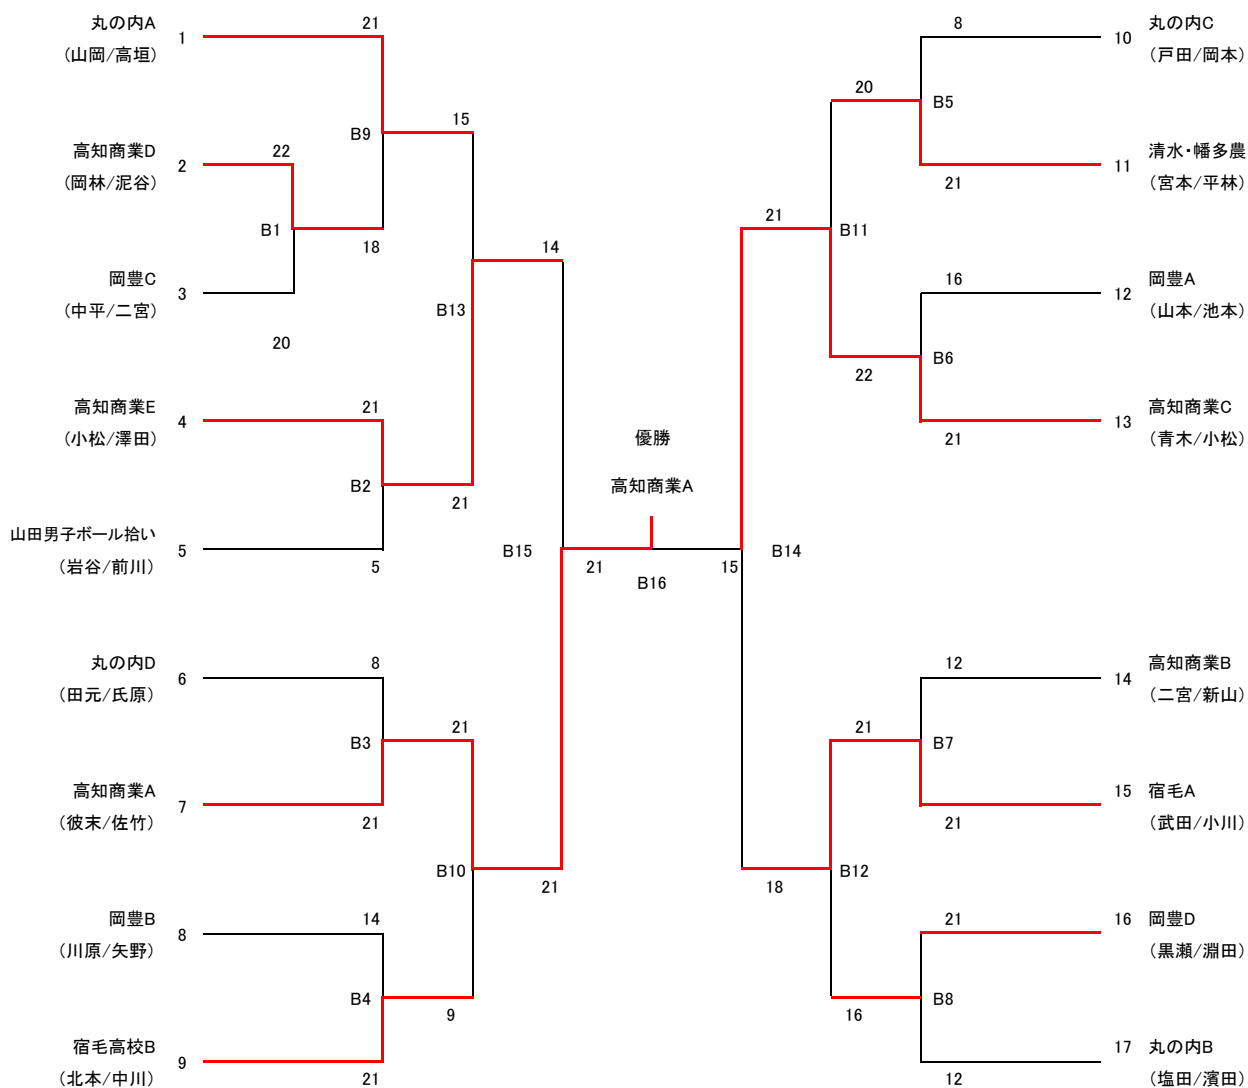 丸の内A
1
(山岡/高垣)
21
高知商業D
2
(岡林/泥谷)
22
B9
15
B1
18
岡豊C
3
(中平/二宮)
20
14
B13
高知商業E
4
(小松/澤田)
21
B2
21
山田男子ボール拾い
5
(岩谷/前川)
5
B15
21
丸の内D
6
(田元/氏原)
8
B3
21
高知商業A
7
(彼末/佐竹)
21
B10
21
岡豊B
8
(川原/矢野)
14
B4
9
宿毛高校B
9
(北本/中川)
21
優勝
高知商業A
B16
8
10
丸の内C
(戸田/岡本)
20
B5
11
清水・幡多農
(宮本/平林)
21
21
B11
16
12
岡豊A
(山本/池本)
B6
22
13
高知商業C
(青木/小松)
21
15
B14
12
14
高知商業B
(二宮/新山)
21
B7
15
宿毛A
(武田/小川)
21
B12
18
21
16
岡豊D
(黒瀬/淵田)
B8
16
17
丸の内B
(塩田/濱田)
12